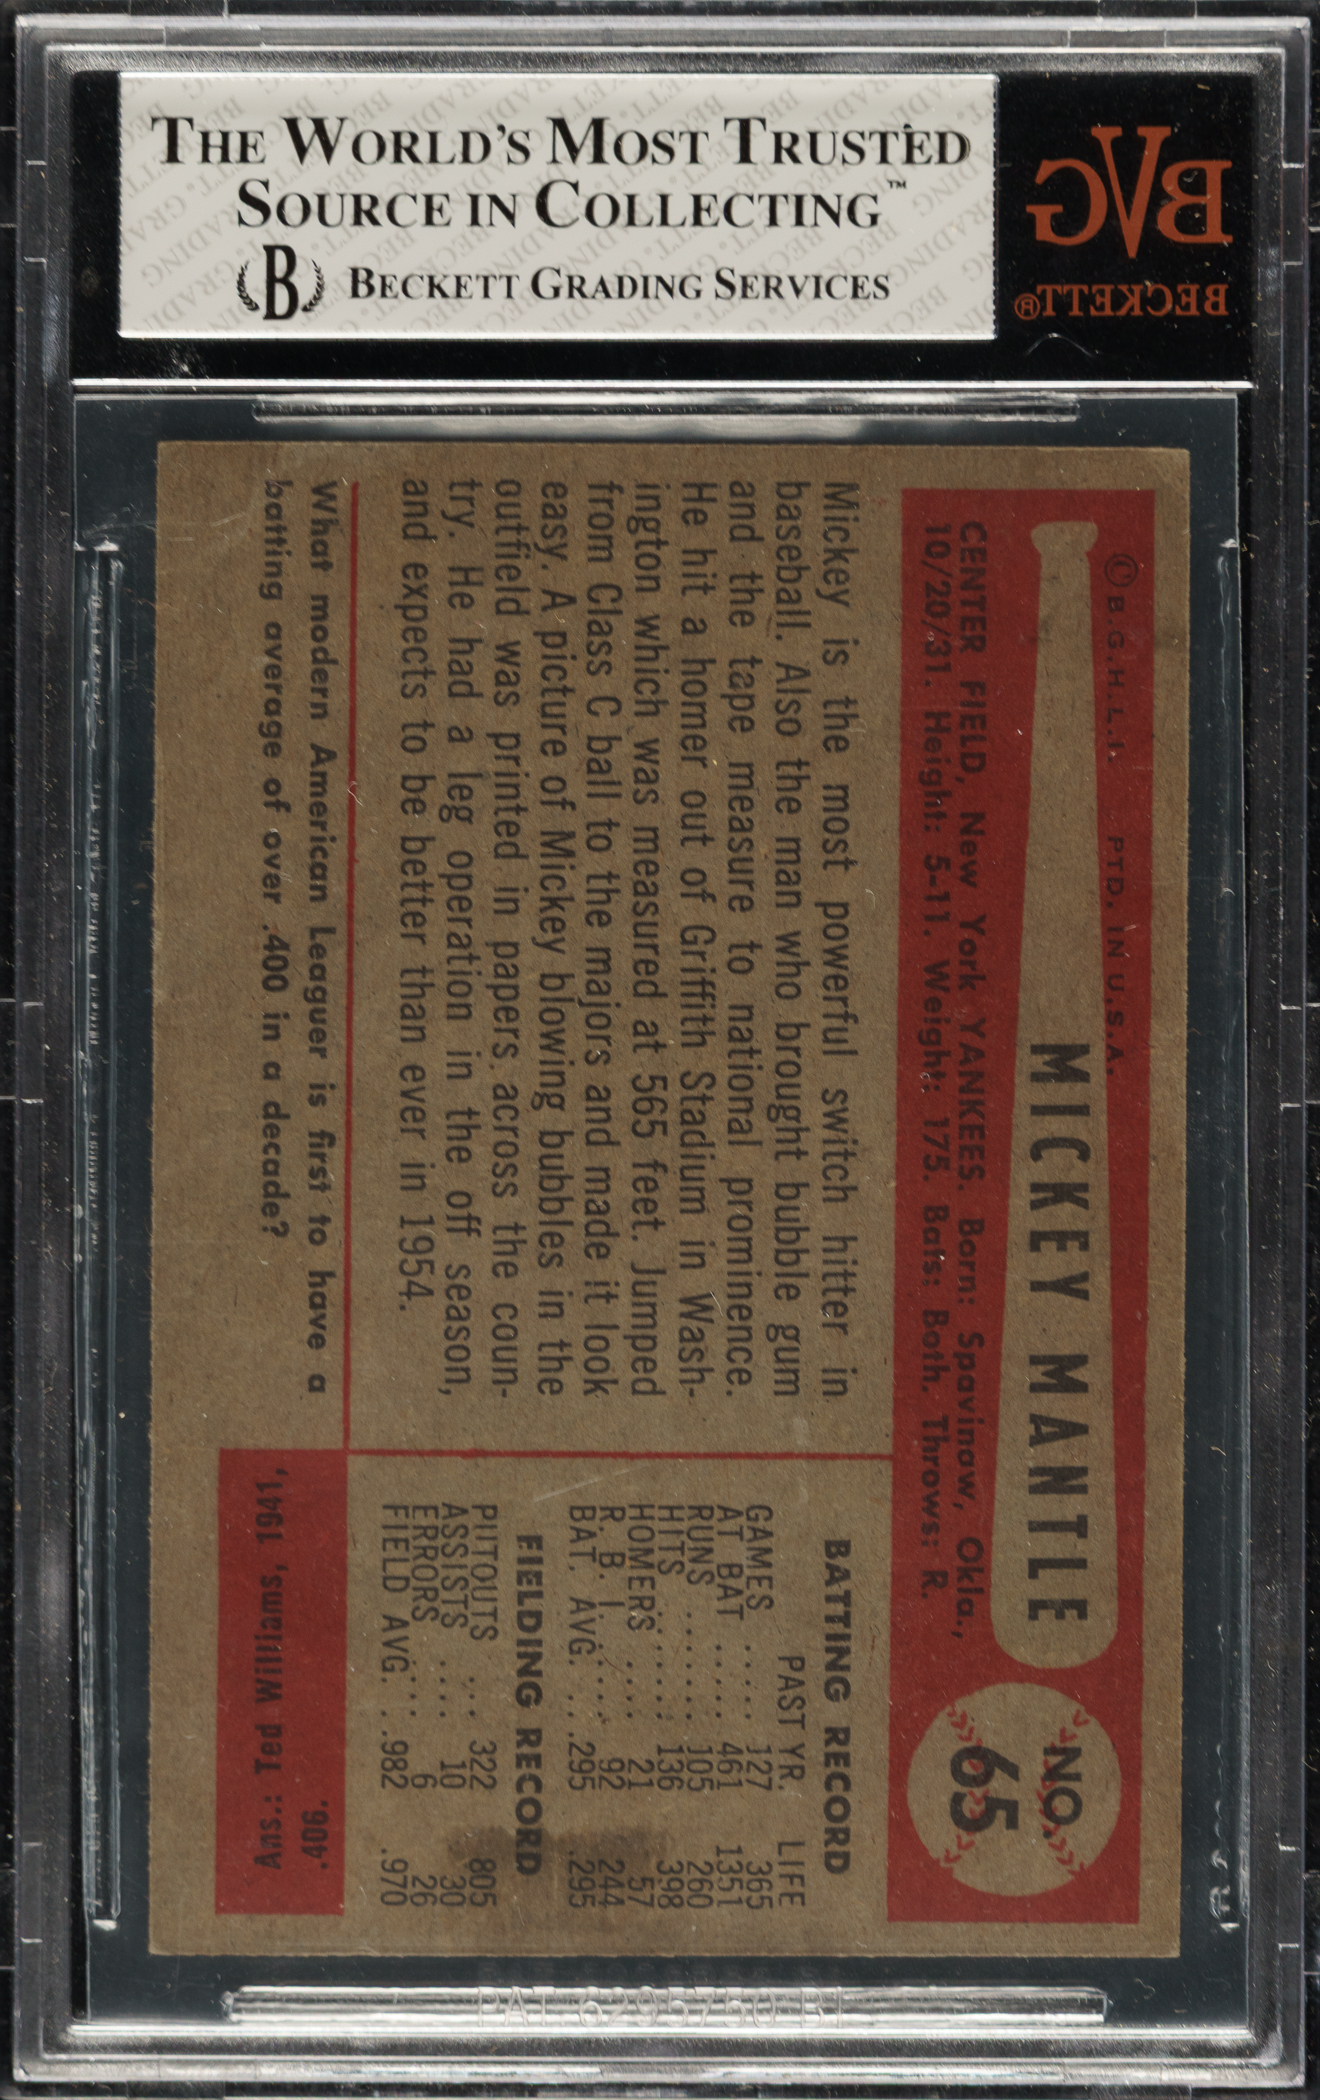 THE WORLD'S MOST TRUSTED
SOURCE IN COLLECTING™
B BECKETT GRADING SERVICES
BVG
BECKETT®
© B.G.H.L.I. PTD. IN U.S.A.
MICKEY MANTLE
NO.
65
CENTER FIELD, New York YANKEES. Born: Spavinaw, Okla.,
10/20/31. Height: 5-11. Weight: 175. Bats: Both. Throws: R.
Mickey is the most powerful switch hitter in
baseball. Also the man who brought bubble gum
and the tape measure to national prominence.
He hit a homer out of Griffith Stadium in Wash-
ington which was measured at 565 feet. Jumped
from Class C ball to the majors and made it look
easy. A picture of Mickey blowing bubbles in the
outfield was printed in papers across the coun-
try. He had a leg operation in the off season,
and expects to be better than ever in 1954.
BATTING RECORD
PAST YR. LIFE
GAMES ..... 127 365
AT BAT ..... 461 1351
RUNS ...... 105 260
HITS ...... 136 398
HOMERS .... 21 57
R. B. I. .... 92 244
BAT. AVG. .. .295 .295
FIELDING RECORD
PUTOUTS ... 322 805
ASSISTS .... 10 30
ERRORS .... 6 26
FIELD AVG. .. .982 .970
What modern American Leaguer is first to have a
batting average of over .400 in a decade?
Ans.: Ted Williams, 1941,
.406.
PAT 6295750 B1